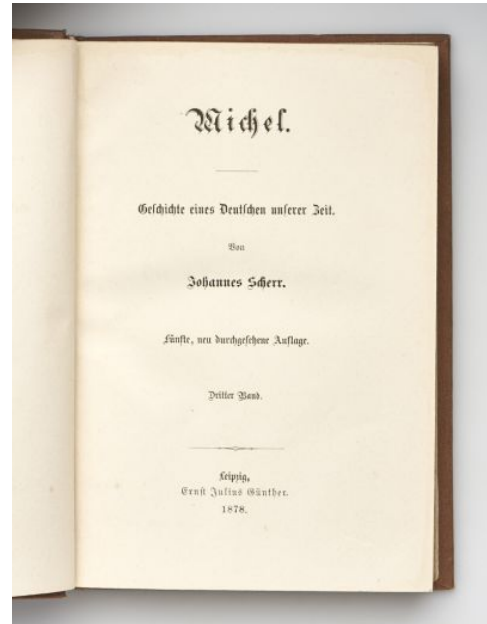 Michel.
Geschichte eines Deutschen unserer Zeit.
Von
Johannes Scherr.
Fünfte, neu durchgesehene Auflage.
Dritter Band.
Leipzig,
Ernst Julius Günther.
1878.